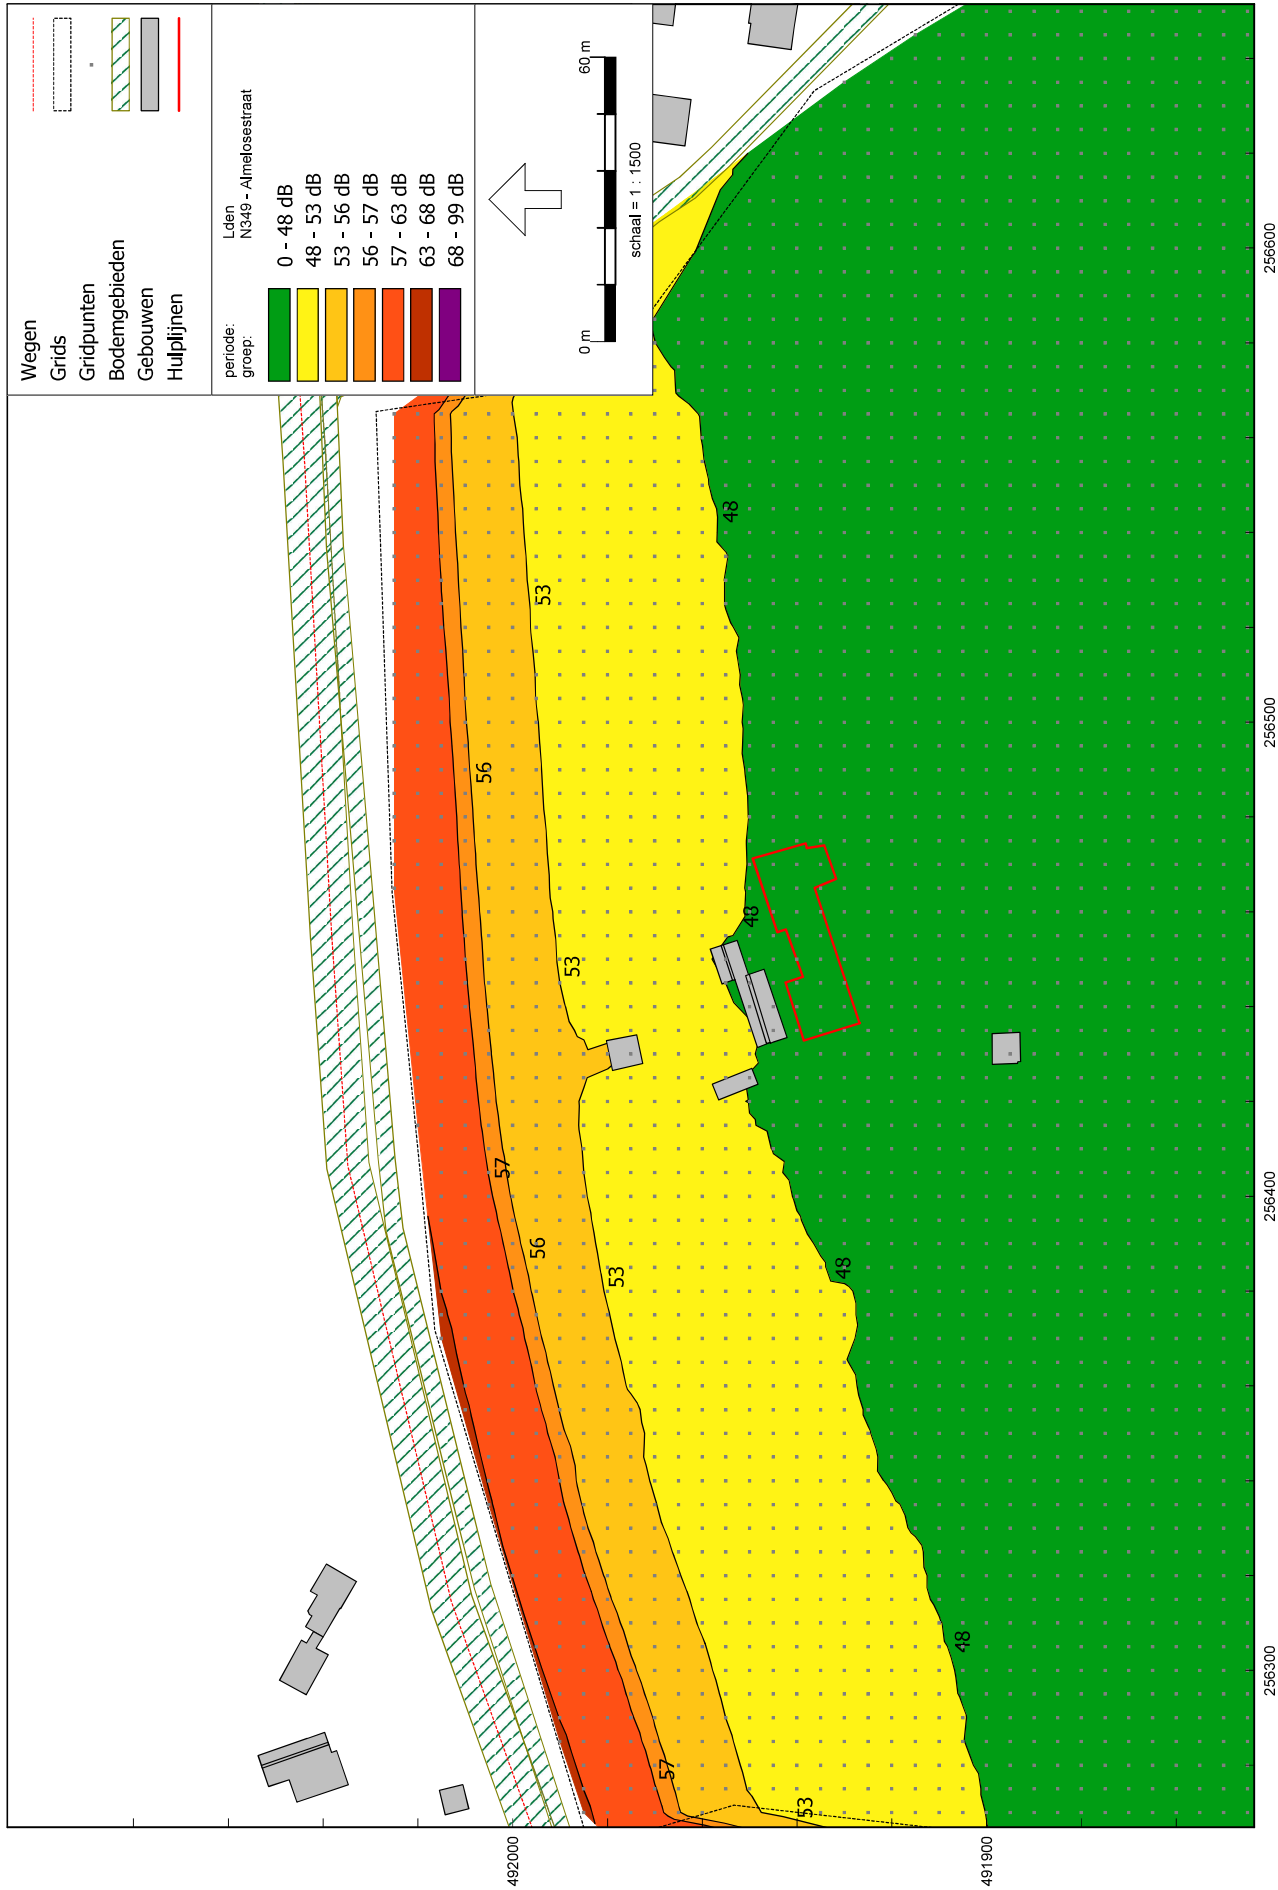 Wegen
Grids
Gridpunten
Bodemgebieden
Gebouwen
Hulplijnen
periode: Lden
groep: N349 - Almelosestraat
0 - 48 dB
48 - 53 dB
53 - 56 dB
56 - 57 dB
57 - 63 dB
63 - 68 dB
68 - 99 dB
0 m 60 m
schaal = 1 : 1500
48
53
56
53
48
57
56
53
48
48
57
53
492000
491900
256300
256400
256500
256600